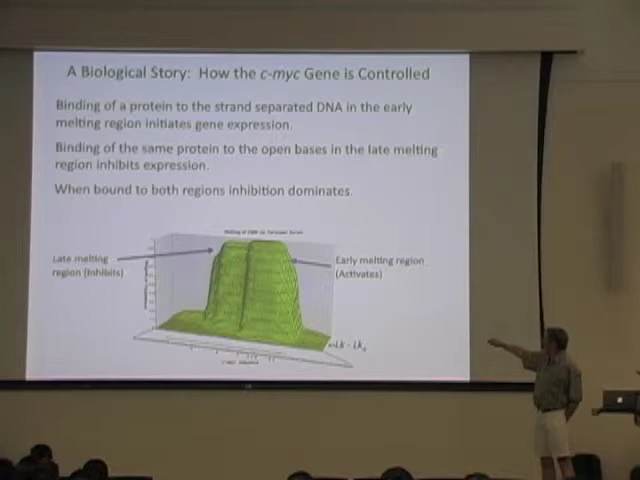 A Biological Story: How the c-myc Gene is Controlled
Binding of a protein to the strand separated DNA in the early
melting region initiates gene expression.
Binding of the same protein to the open bases in the late melting
region inhibits expression.
When bound to both regions inhibition dominates.
Late melting
region (Inhibits)
Early melting region
(Activates)